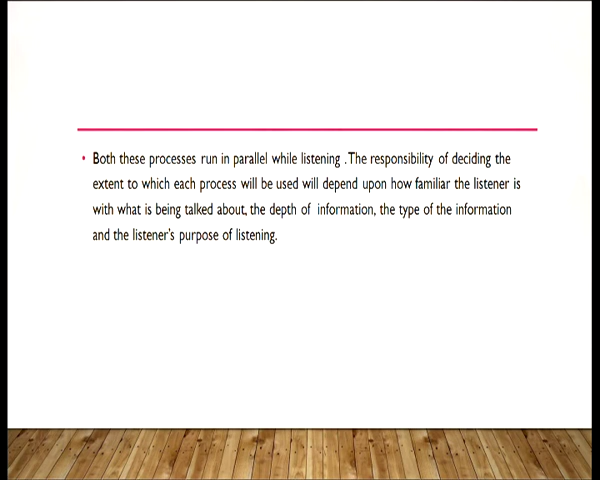 • Both these processes run in parallel while listening . The responsibility of deciding the
extent to which each process will be used will depend upon how familiar the listener is
with what is being talked about, the depth of information, the type of the information
and the listener's purpose of listening.